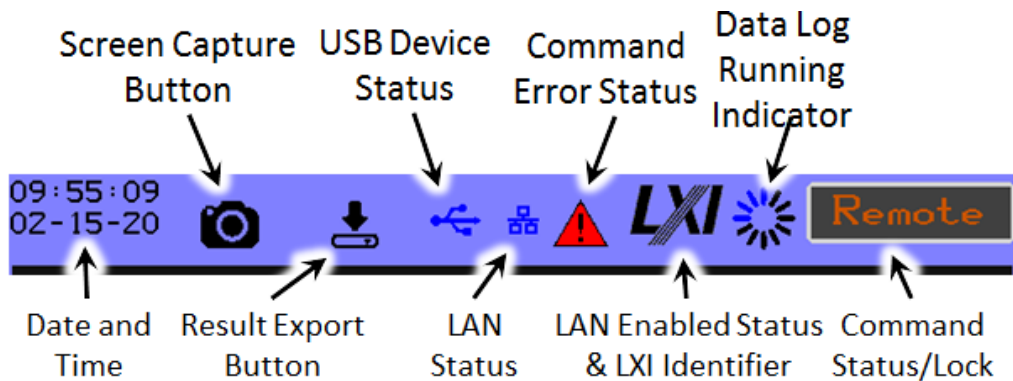 Screen Capture
Button
USB Device
Status
Command
Error Status
Data Log
Running
Indicator
09:55:09
02-15-20
LXI
Remote
Date and
Time
Result Export
Button
LAN
Status
LAN Enabled Status
& LXI Identifier
Command
Status/Lock